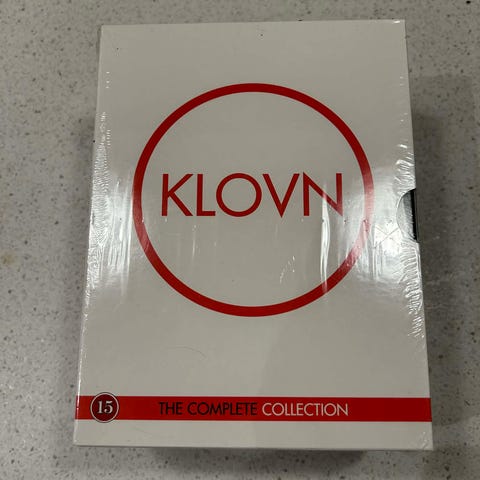 KLOVN
15
THE COMPLETE COLLECTION